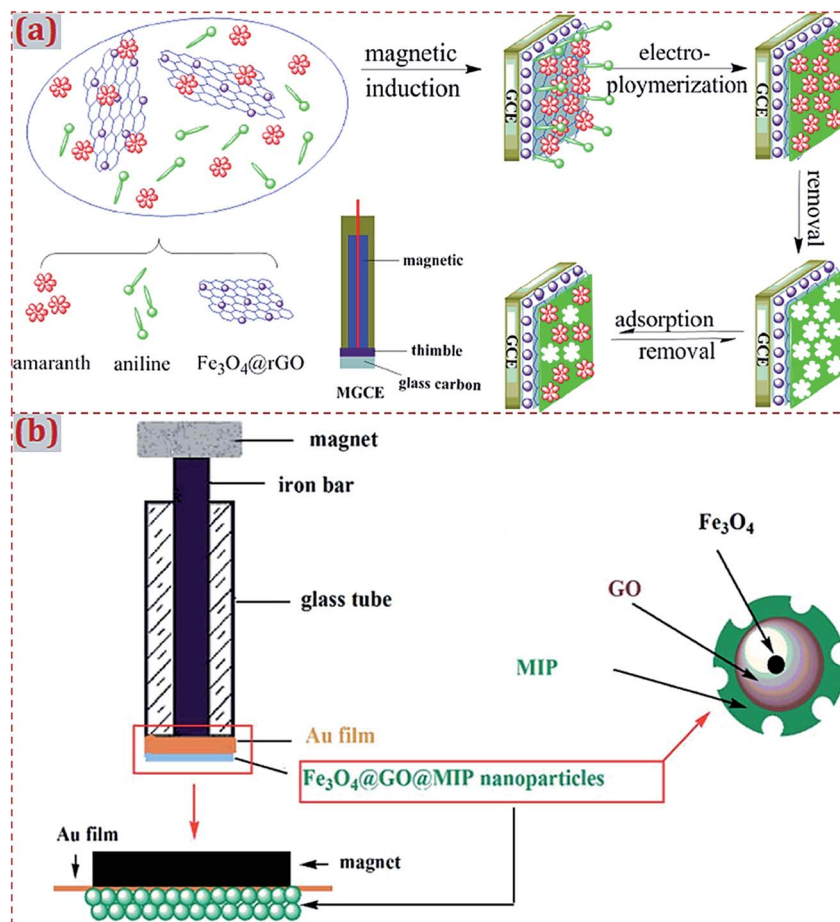 (a)
magnetic
induction
electro-
ploymerization
GCE
GCE
removal
amaranth
aniline
Fe₃O₄@rGO
magnetic
thimble
glass carbon
MGCE
GCE
adsorption
removal
GCE
(b)
magnet
iron bar
glass tube
Au film
Fe₃O₄@GO@MIP nanoparticles
Fe₃O₄
GO
MIP
Au film
magnet